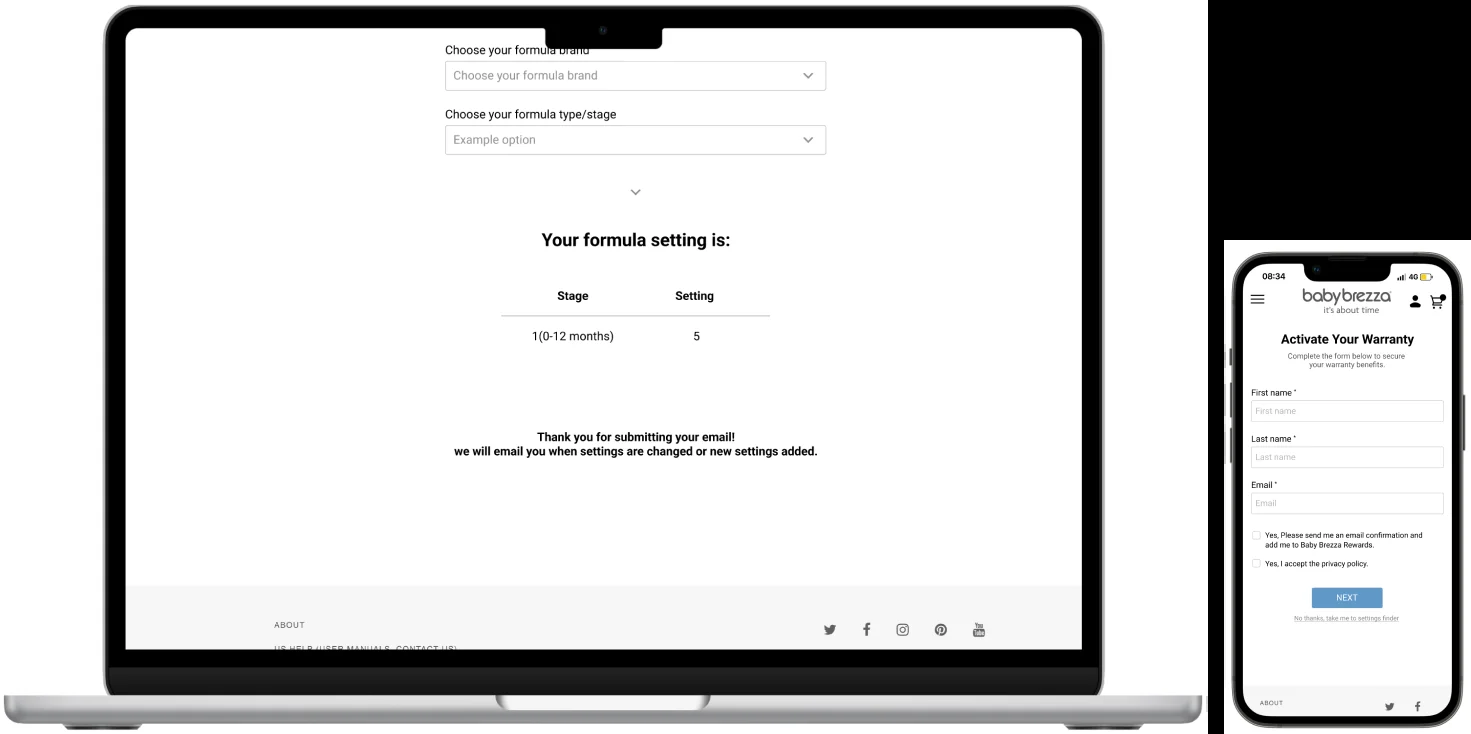 Choose your formula brand
Choose your formula brand
Choose your formula type/stage
Example option
Your formula setting is:
Stage Setting
1(0-12 months) 5
Thank you for submitting your email!
we will email you when settings are changed or new settings added.
ABOUT
US HELP (USER MANUALS, CONTACT US)
You
Tube
08:34
4G
babybrezza
it's about time
Activate Your Warranty
Complete the form below to secure
your warranty benefits.
First name *
First name
Last name *
Last name
Email *
Email
Yes, Please send me an email confirmation and
add me to Baby Brezza Rewards.
Yes, I accept the privacy policy.
NEXT
No thanks, take me to settings finder
ABOUT